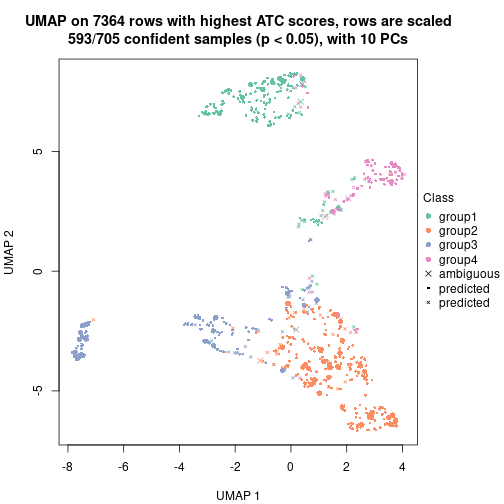 UMAP on 7364 rows with highest ATC scores, rows are scaled
593/705 confident samples (p < 0.05), with 10 PCs
5
0
-5
UMAP 2
-8
-6
-4
-2
0
2
4
UMAP 1
Class
group1
group2
group3
group4
ambiguous
predicted
predicted